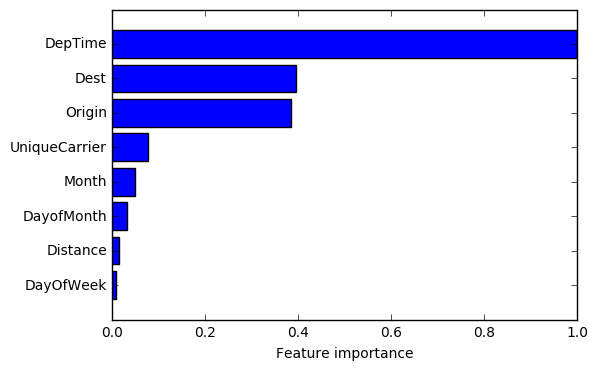 DepTime
Dest
Origin
UniqueCarrier
Month
DayofMonth
Distance
DayOfWeek
0.0 0.2 0.4 0.6 0.8 1.0
Feature importance